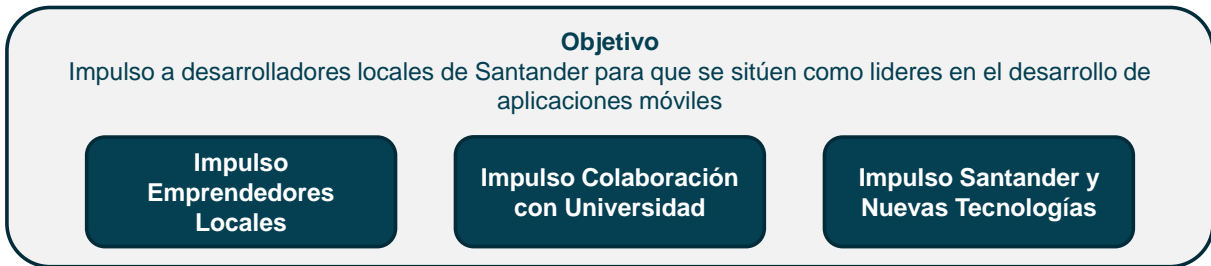 Objetivo
Impulso a desarrolladores locales de Santander para que se sitúen como lideres en el desarrollo de
aplicaciones móviles
Impulso
Emprendedores
Locales
Impulso Colaboración
con Universidad
Impulso Santander y
Nuevas Tecnologías